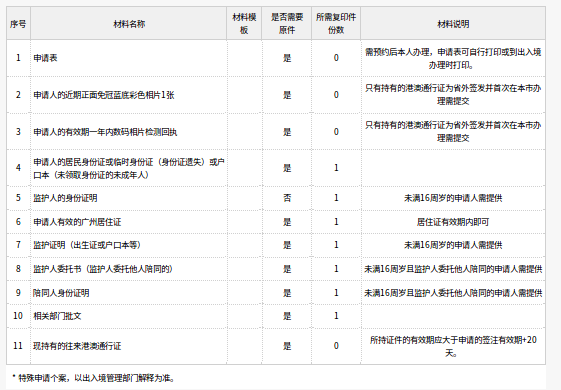 序号 材料名称 材料模板 是否需要原件 所需复印件份数 材料说明
1 申请表 是 0 需预约后本人办理，申请表可自行打印或到出入境办理时打印。
2 申请人的近期正面免冠蓝底彩色相片1张 是 0 只有持有的港澳通行证为省外签发并首次在本市办理需提交
3 申请人的有效期一年内数码相片检测回执 是 0 只有持有的港澳通行证为省外签发并首次在本市办理需提交
4 申请人的居民身份证或临时身份证（身份证遗失）或户口本（未领取身份证的未成年人） 是 1
5 监护人的身份证明 否 1 未满16周岁的申请人需提供
6 申请人有效的广州居住证 是 1 居住证有效期内即可
7 监护证明（出生证或户口本等） 是 1 未满16周岁的申请人需提供
8 监护人委托书（监护人委托他人陪同的） 是 1 未满16周岁且监护人委托他人陪同的申请人需提供
9 陪同人身份证明 是 1 未满16周岁且监护人委托他人陪同的申请人需提供
10 相关部门批文 是 1
11 现持有的往来港澳通行证 是 0 所持证件的有效期应大于申请的签注有效期+20天。
* 特殊申请个案，以出入境管理部门解释为准。